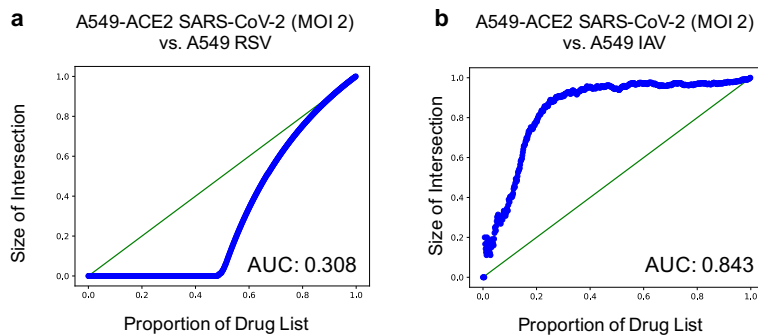 a
A549-ACE2 SARS-CoV-2 (MOI 2)
vs. A549 RSV
Size of Intersection
1.0
0.8
0.6
0.4
0.2
0.0
AUC: 0.308
0.0 0.2 0.4 0.6 0.8 1.0
Proportion of Drug List
b
A549-ACE2 SARS-CoV-2 (MOI 2)
vs. A549 IAV
Size of Intersection
1.0
0.8
0.6
0.4
0.2
0.0
AUC: 0.843
0.0 0.2 0.4 0.6 0.8 1.0
Proportion of Drug List